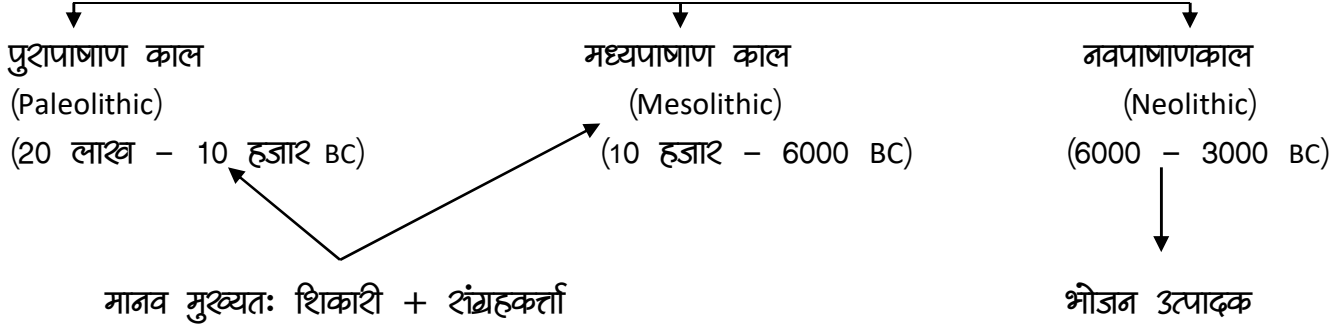 पुरापाषाण काल मध्यपाषाण काल नवपाषाणकाल
(Paleolithic) (Mesolithic) (Neolithic)
(20 लाख – 10 हजार BC) (10 हजार – 6000 BC) (6000 – 3000 BC)
मानव मुख्यतः शिकारी + संग्रहकर्त्ता भोजन उत्पादक